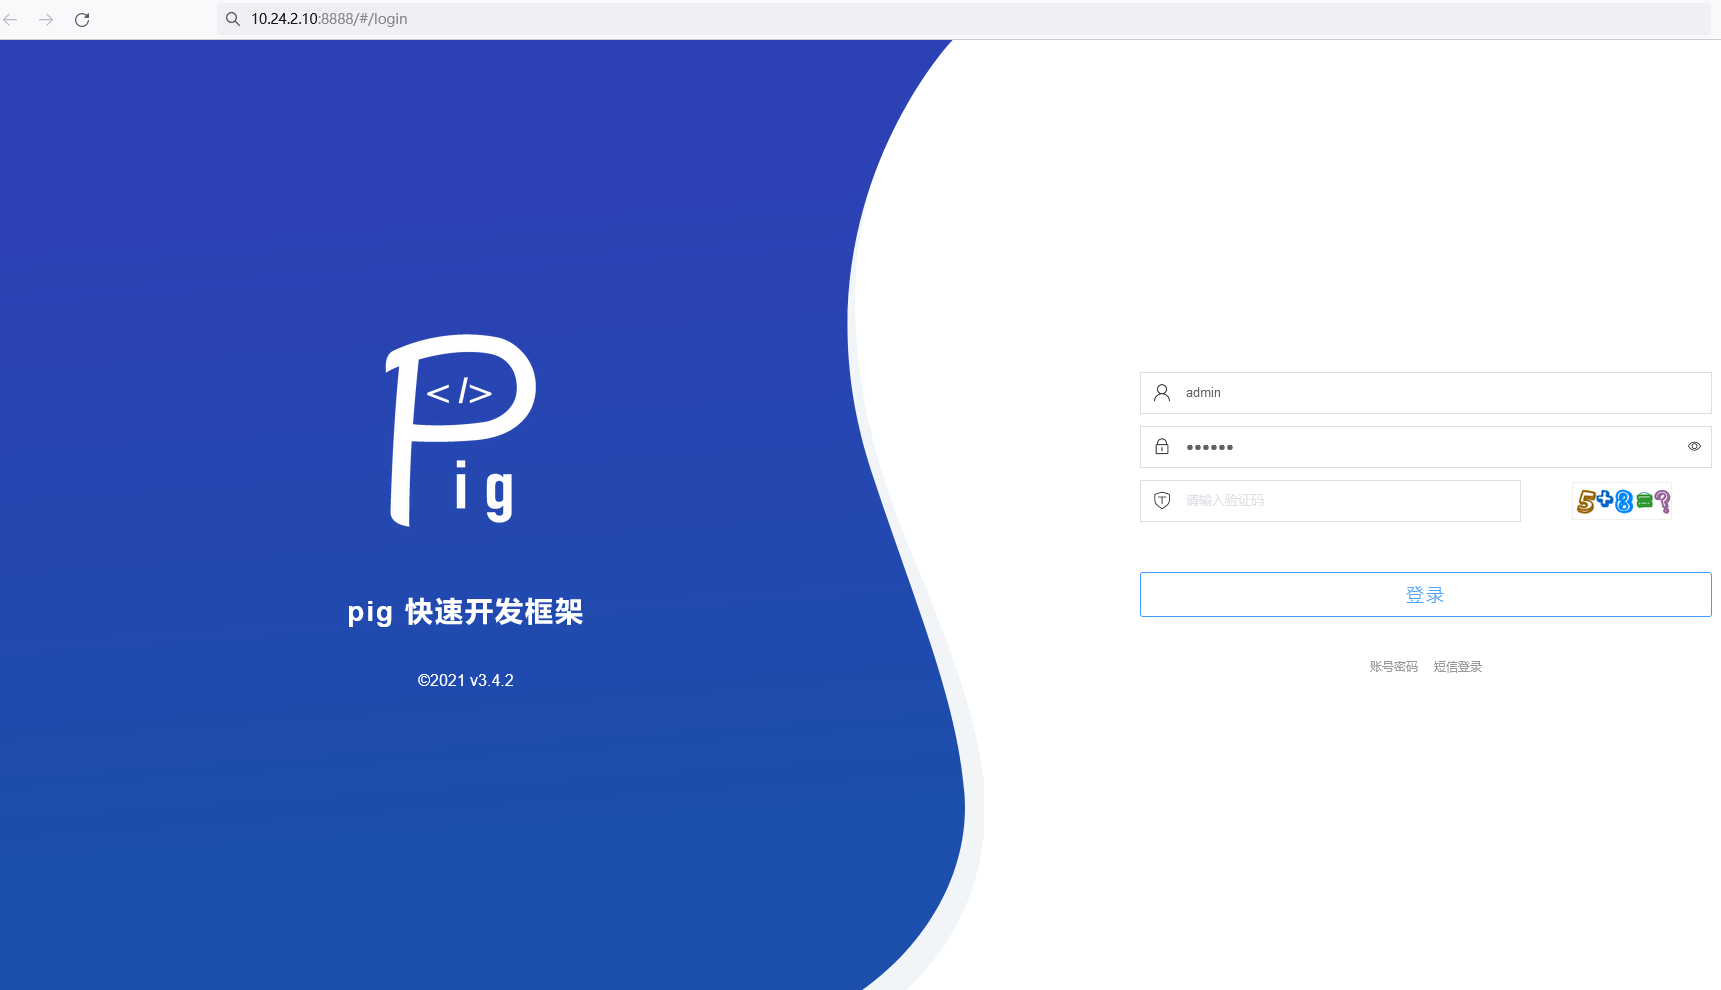 10.24.2.10:8888/#/login
P
</>
ig
pig 快速开发框架
©2021 v3.4.2
admin
••••••
请输入验证码
5+8=?
登录
账号密码 短信登录